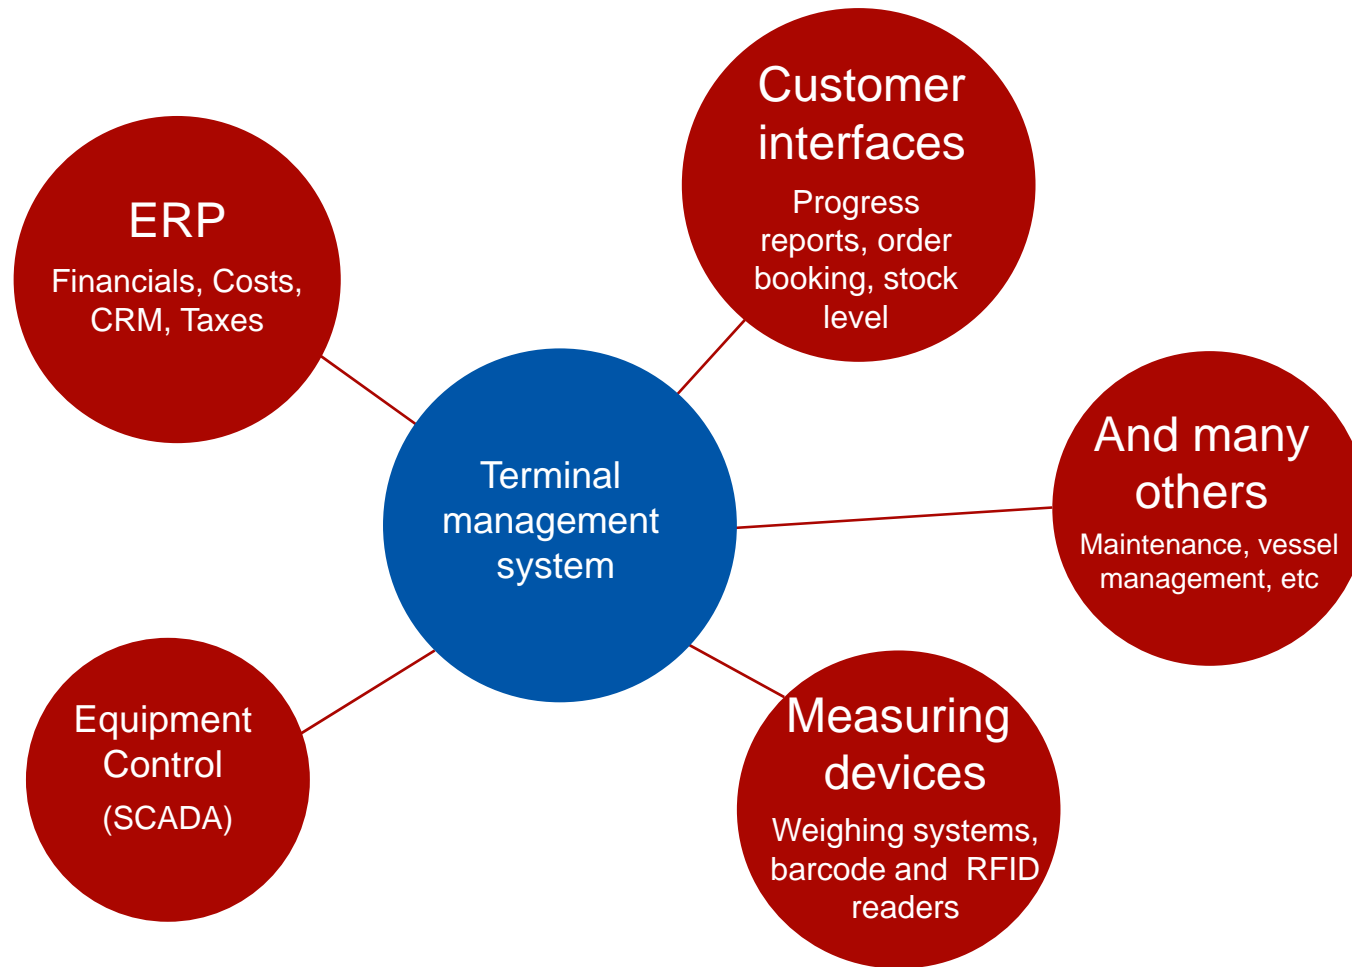 Customer
interfaces
Progress
reports, order
booking, stock
level
ERP
Financials, Costs,
CRM, Taxes
And many
others
Maintenance, vessel
management, etc
Terminal
management
system
Equipment
Control
(SCADA)
Measuring
devices
Weighing systems,
barcode and  RFID
readers